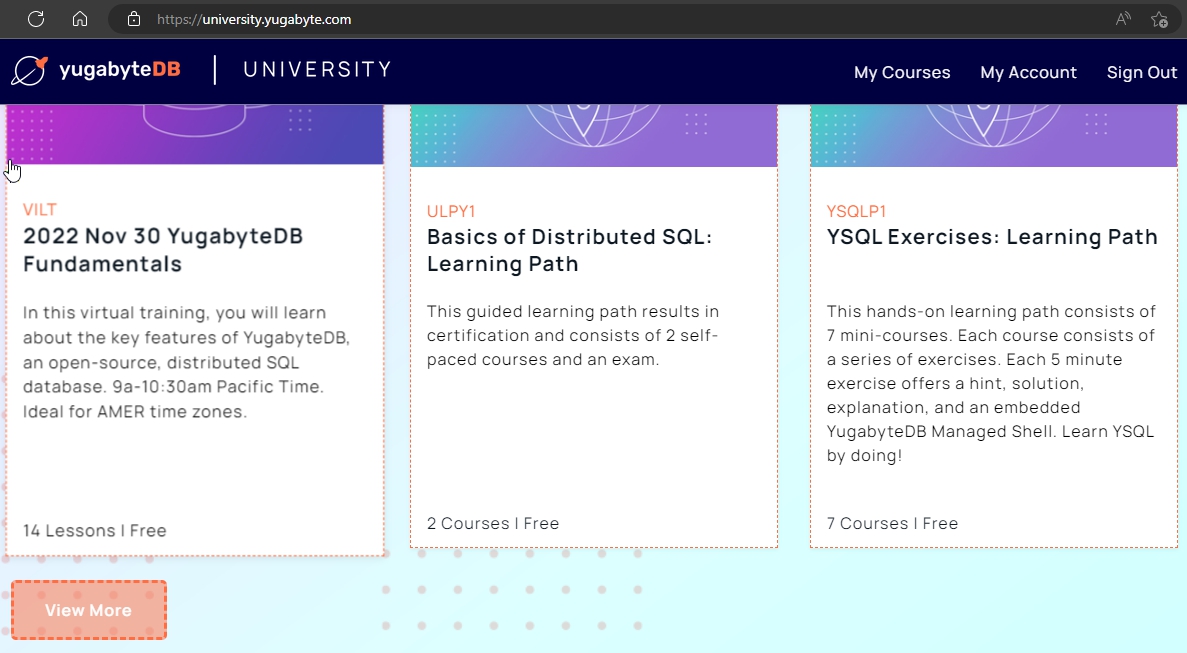 https://university.yugabyte.com
yugabyteDB | UNIVERSITY
My Courses My Account Sign Out
VILT
2022 Nov 30 YugabyteDB
Fundamentals
In this virtual training, you will learn
about the key features of YugabyteDB,
an open-source, distributed SQL
database. 9a-10:30am Pacific Time.
Ideal for AMER time zones.
14 Lessons | Free
ULPY1
Basics of Distributed SQL:
Learning Path
This guided learning path results in
certification and consists of 2 self-
paced courses and an exam.
2 Courses | Free
YSQLP1
YSQL Exercises: Learning Path
This hands-on learning path consists of
7 mini-courses. Each course consists of
a series of exercises. Each 5 minute
exercise offers a hint, solution,
explanation, and an embedded
YugabyteDB Managed Shell. Learn YSQL
by doing!
7 Courses | Free
View More